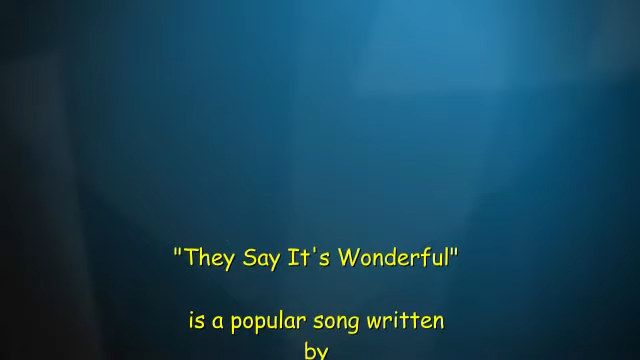 "They Say It's Wonderful"
is a popular song written
by